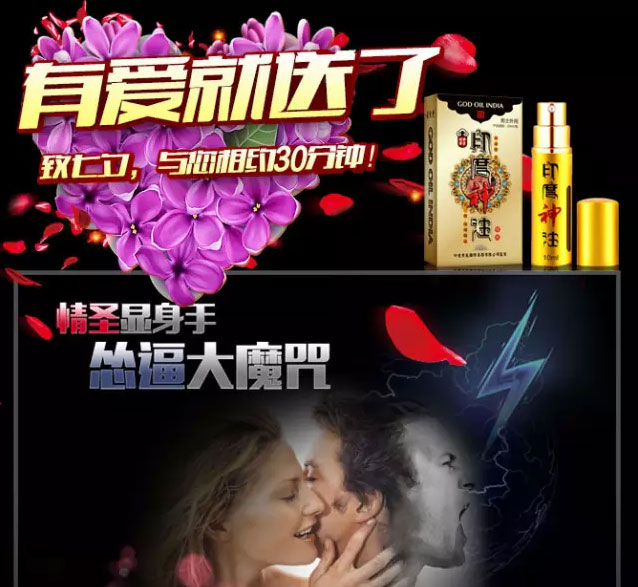 有爱就送了
致七夕，与您相约30分钟！
GOD OIL INDIA
GOD OIL INDIA
印度神油
印度神油
10ml
情圣显身手
怂逼大魔咒